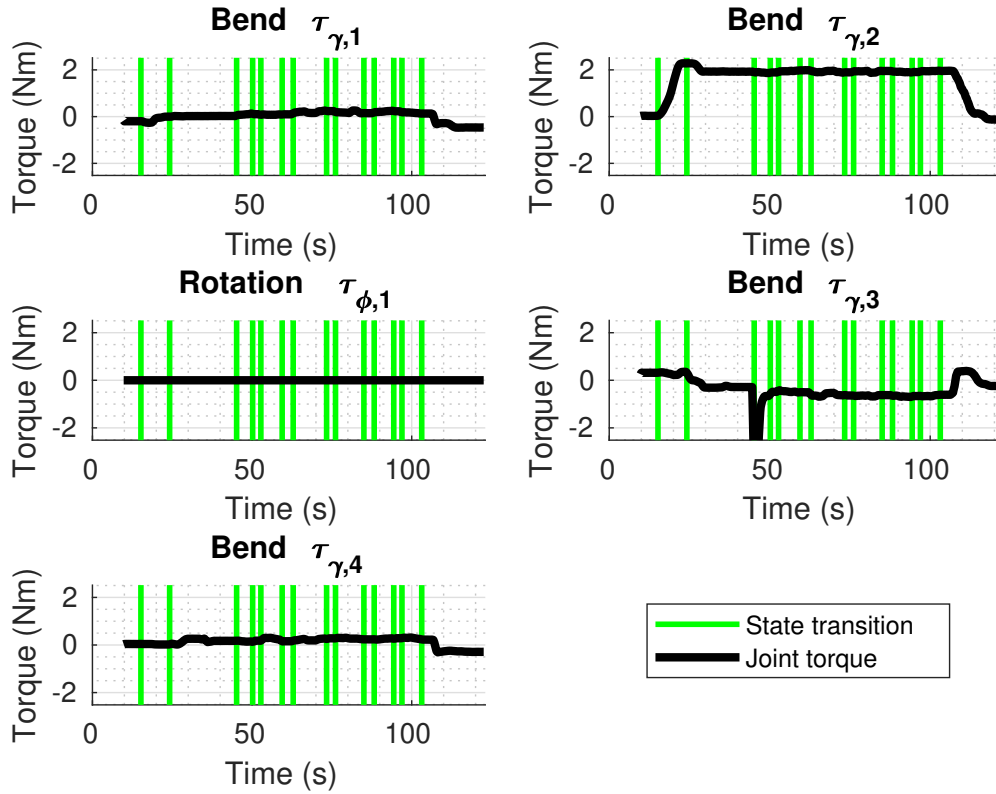 Bend τγ,1
Torque (Nm)
2
0
-2
0
50
100
Time (s)
Bend τγ,2
Torque (Nm)
2
0
-2
0
50
100
Time (s)
Rotation τϕ,1
Torque (Nm)
2
0
-2
0
50
100
Time (s)
Bend τγ,3
Torque (Nm)
2
0
-2
0
50
100
Time (s)
Bend τγ,4
Torque (Nm)
2
0
-2
0
50
100
Time (s)
State transition
Joint torque